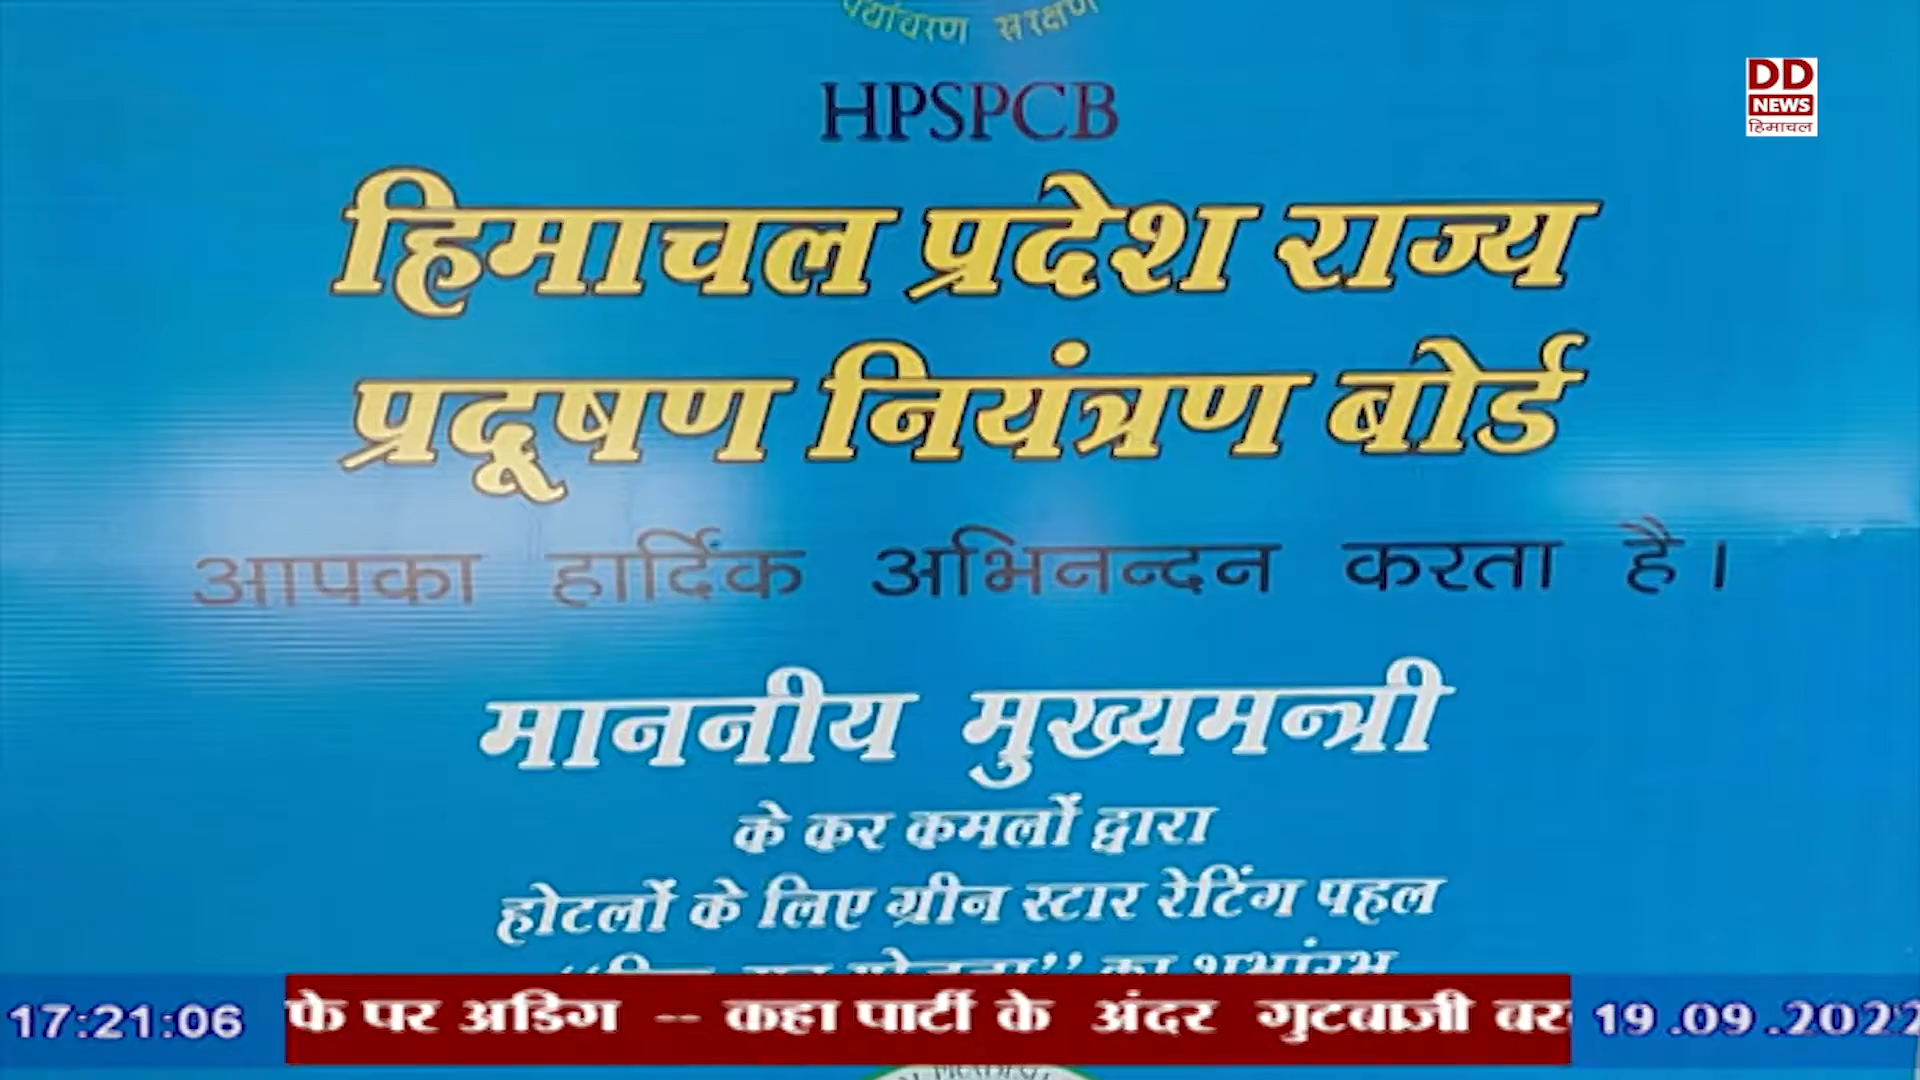 पर्यावरण संरक्षण
HPSPCB
DD
NEWS
हिमाचल
हिमाचल प्रदेश राज्य
प्रदूषण नियंत्रण बोर्ड
आपका हार्दिक अभिनन्दन करता है।
माननीय मुख्यमन्त्री
के कर कमलों द्वारा
होटलों के लिए ग्रीन स्टार रेटिंग पहल
का शुभारंभ
17:21:06
फे पर अडिग -- कहा पार्टी के अंदर गुटबाजी
19.09.2022